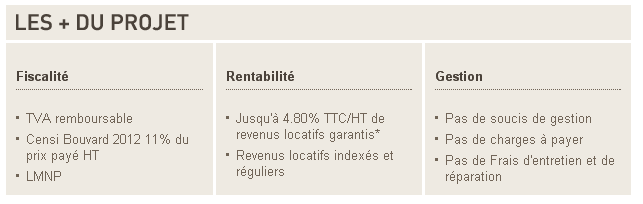 LES + DU PROJET
Fiscalité
• TVA remboursable
• Censi Bouvard 2012 11% du
prix payé HT
• LMNP
Rentabilité
• Jusqu'à 4.80% TTC/HT de
revenus locatifs garantis*
• Revenus locatifs indexés et
réguliers
Gestion
• Pas de soucis de gestion
• Pas de charges à payer
• Pas de Frais d'entretien et de
réparation